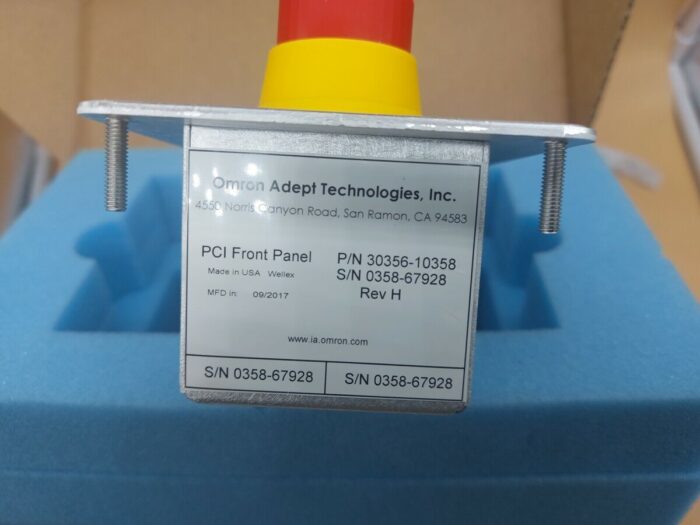 Omron Adept Technologies, Inc.
4550 Norris Canyon Road, San Ramon, CA 94583
PCI Front Panel P/N 30356-10358
Made in USA Wellex S/N 0358-67928
MFD in: 09/2017 Rev H
www.ia.omron.com
S/N 0358-67928 S/N 0358-67928